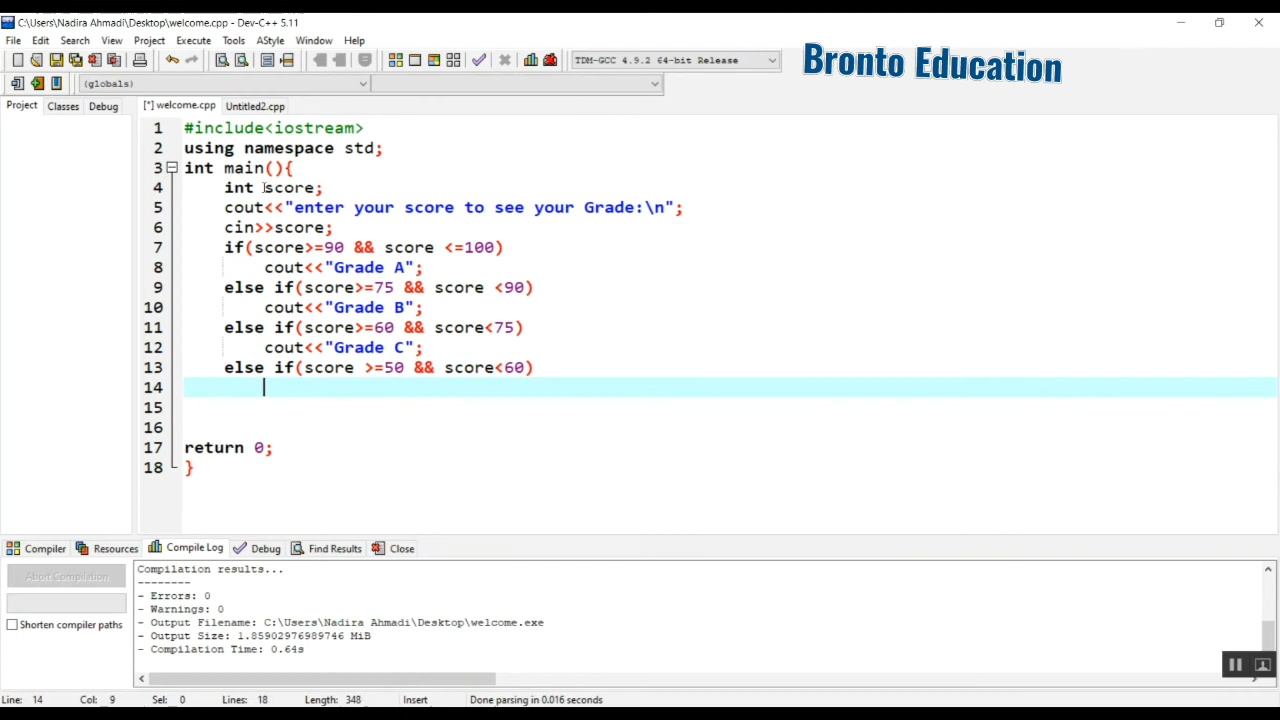 C:\Users\Nadira Ahmadi\Desktop\welcome.cpp - Dev-C++ 5.11
File Edit Search View Project Execute Tools AStyle Window Help
TDM-GCC 4.9.2 64-bit Release
Bronto Education
(globals)
Project Classes Debug [*] welcome.cpp Untitled2.cpp
1 #include<iostream>
2 using namespace std;
3 int main(){
4 int score;
5 cout<<"enter your score to see your Grade:\n";
6 cin>>score;
7 if(score>=90 && score <=100)
8 cout<<"Grade A";
9 else if(score>=75 && score <90)
10 cout<<"Grade B";
11 else if(score>=60 && score<75)
12 cout<<"Grade C";
13 else if(score >=50 && score<60)
14
15
16
17 return 0;
18 }
Compiler Resources Compile Log Debug Find Results Close
Abort Compilation
Shorten compiler paths
Compilation results...
--------
- Errors: 0
- Warnings: 0
- Output Filename: C:\Users\Nadira Ahmadi\Desktop\welcome.exe
- Output Size: 1.85902976989746 MiB
- Compilation Time: 0.64s
Line: 14 Col: 9 Sel: 0 Lines: 18 Length: 348 Insert Done parsing in 0.016 seconds